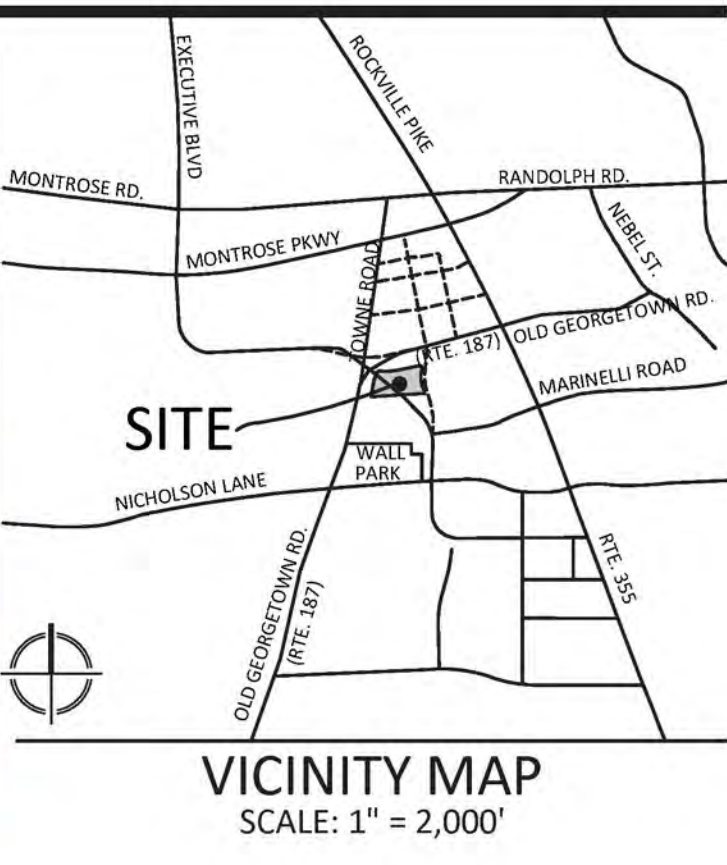 EXECUTIVE BLVD
ROCKVILLE PIKE
MONTROSE RD.
RANDOLPH RD.
MONTROSE PKWY
NEBEL ST.
TOWNE ROAD
OLD GEORGETOWN RD.
(RTE. 187)
MARINELLI ROAD
SITE
WALL
PARK
NICHOLSON LANE
OLD GEORGETOWN RD.
(RTE. 187)
RTE. 355
VICINITY MAP
SCALE: 1" = 2,000'